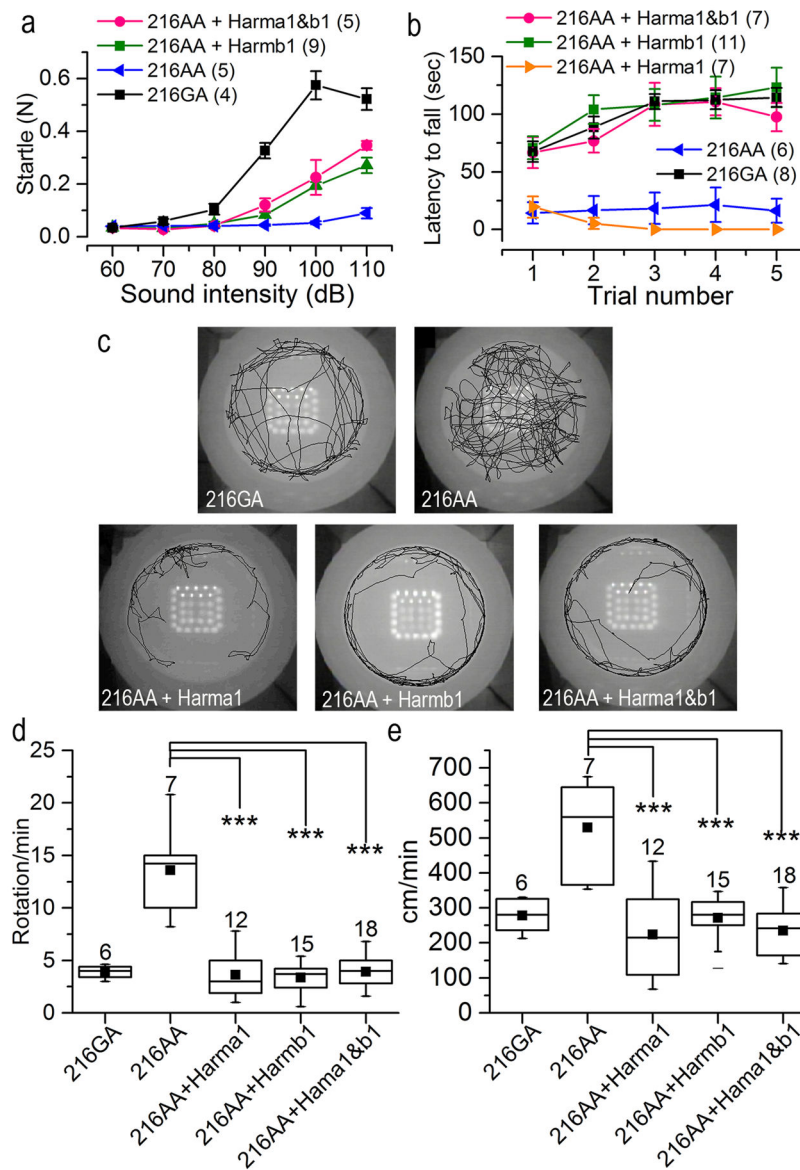 a
216AA + Harma1&b1 (5)
216AA + Harmb1 (9)
216AA (5)
216GA (4)
Startle (N)
0.6
0.4
0.2
0.0
60 70 80 90 100 110
Sound intensity (dB)
b
216AA + Harma1&b1 (7)
216AA + Harmb1 (11)
216AA + Harma1 (7)
216AA (6)
216GA (8)
Latency to fall (sec)
150
100
50
0
1 2 3 4 5
Trial number
c
216GA
216AA
216AA + Harma1
216AA + Harmb1
216AA + Harma1&b1
d
Rotation/min
25
20
15
10
5
0
6
7
12
15
18
***
***
***
216GA
216AA
216AA+Harma1
216AA+Harmb1
216AA+Hama1&b1
e
cm/min
700
600
500
400
300
200
100
0
6
7
12
15
18
***
***
***
216GA
216AA
216AA+Harma1
216AA+Harmb1
216AA+Hama1&b1